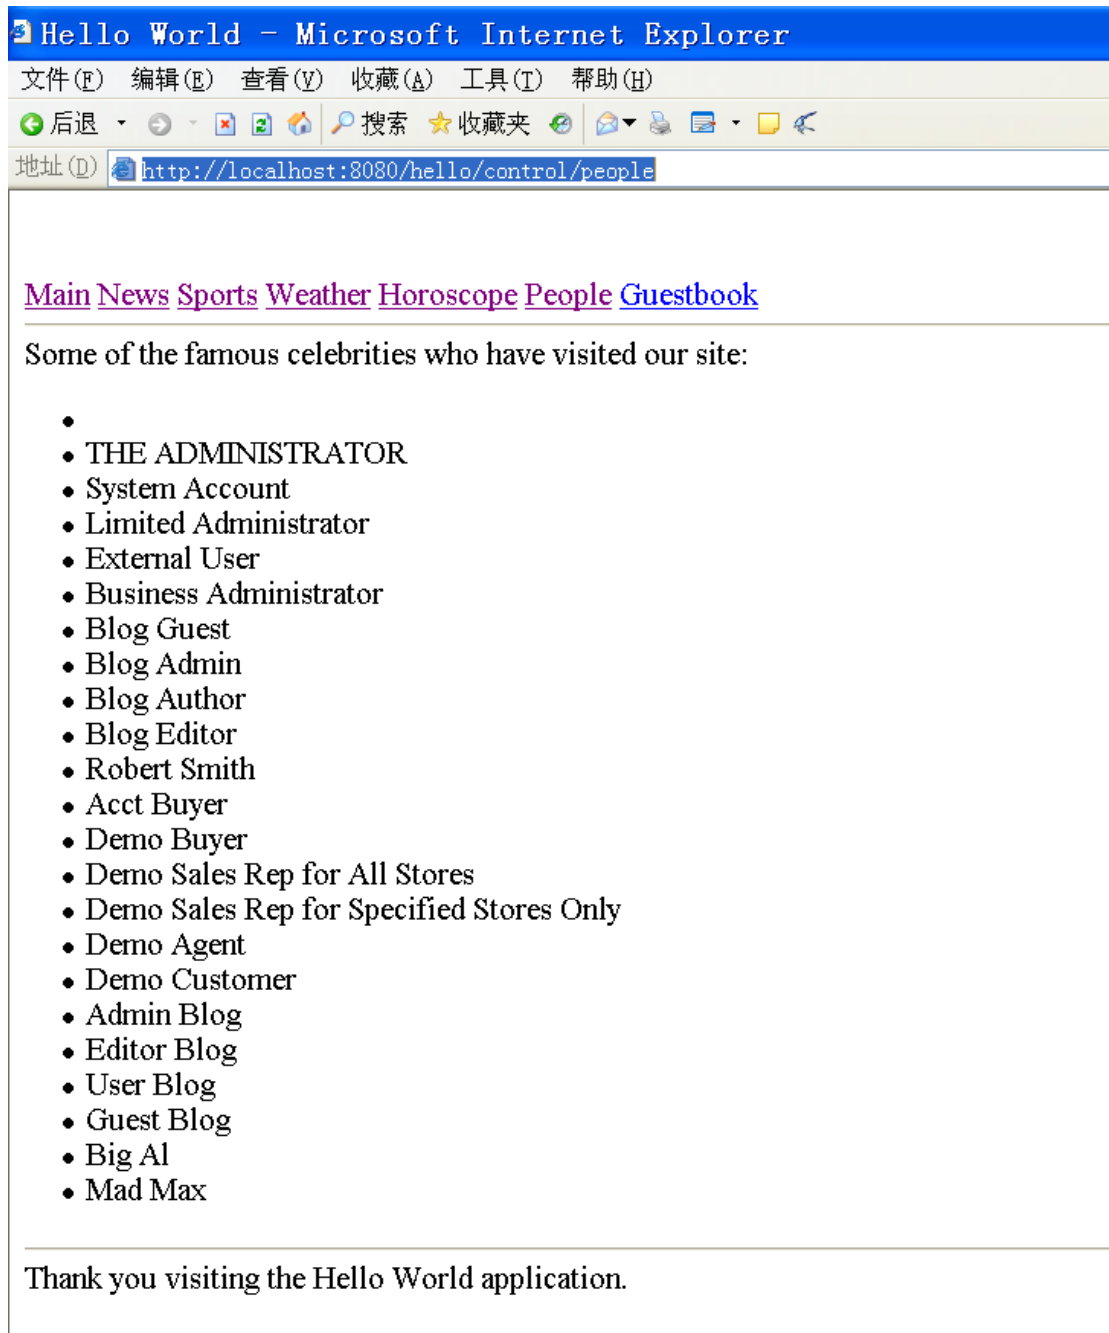 Hello World - Microsoft Internet Explorer
文件(F) 编辑(E) 查看(V) 收藏(A) 工具(T) 帮助(H)
后退 搜索 收藏夹
地址(D) http://localhost:8080/hello/control/people
Main News Sports Weather Horoscope People Guestbook
Some of the famous celebrities who have visited our site:
THE ADMINISTRATOR
System Account
Limited Administrator
External User
Business Administrator
Blog Guest
Blog Admin
Blog Author
Blog Editor
Robert Smith
Acct Buyer
Demo Buyer
Demo Sales Rep for All Stores
Demo Sales Rep for Specified Stores Only
Demo Agent
Demo Customer
Admin Blog
Editor Blog
User Blog
Guest Blog
Big Al
Mad Max
Thank you visiting the Hello World application.